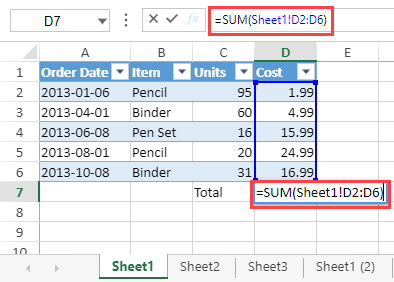 D7 fx =SUM(Sheet1!D2:D6)
A B C D E
1 Order Date Item Units Cost
2 2013-01-06 Pencil 95 1.99
3 2013-04-01 Binder 60 4.99
4 2013-06-08 Pen Set 16 15.99
5 2013-08-01 Pencil 20 24.99
6 2013-10-08 Binder 31 16.99
7 Total =SUM(Sheet1!D2:D6)
8
9
10
Sheet1 Sheet2 Sheet3 Sheet1 (2)